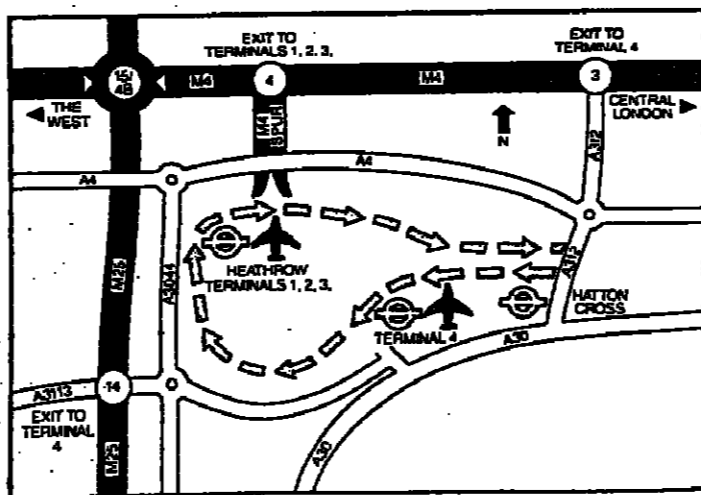 EXIT TO
TERMINALS 1, 2, 3,
EXIT TO
TERMINAL 4
15/
4B
M4
4
M4
3
THE
WEST
M4
SPUR
N
A312
CENTRAL
LONDON
A4
A4
M25
A3044
HEATHROW
TERMINALS 1, 2, 3,
A312
HATTON
CROSS
TERMINAL 4
A30
A3113
14
EXIT TO
TERMINAL
4
M25
A30